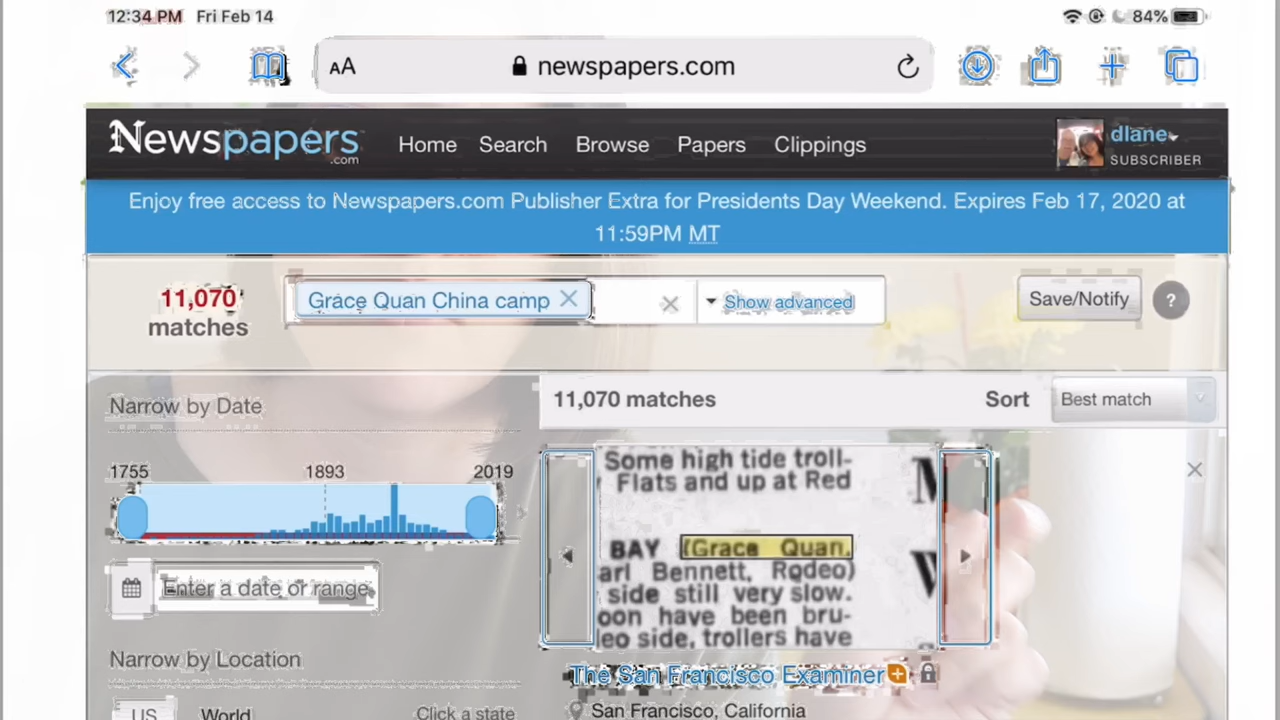 12:34 PM Fri Feb 14
84%
AA newspapers.com
Newspapers.com
Home Search Browse Papers Clippings
dlane
SUBSCRIBER
Enjoy free access to Newspapers.com Publisher Extra for Presidents Day Weekend. Expires Feb 17, 2020 at
11:59PM MT
11,070
matches
Grace Quan China camp
Show advanced
Save/Notify
?
Narrow by Date
1755 1893 2019
Enter a date or range
Narrow by Location
US World Click a state
11,070 matches
Sort Best match
Some high tide troll-
Flats and up at Red
BAY (Grace Quan,
arl Bennett, Rodeo)
side still very slow.
oon have been bru-
eo side, trollers have
The San Francisco Examiner
San Francisco, California